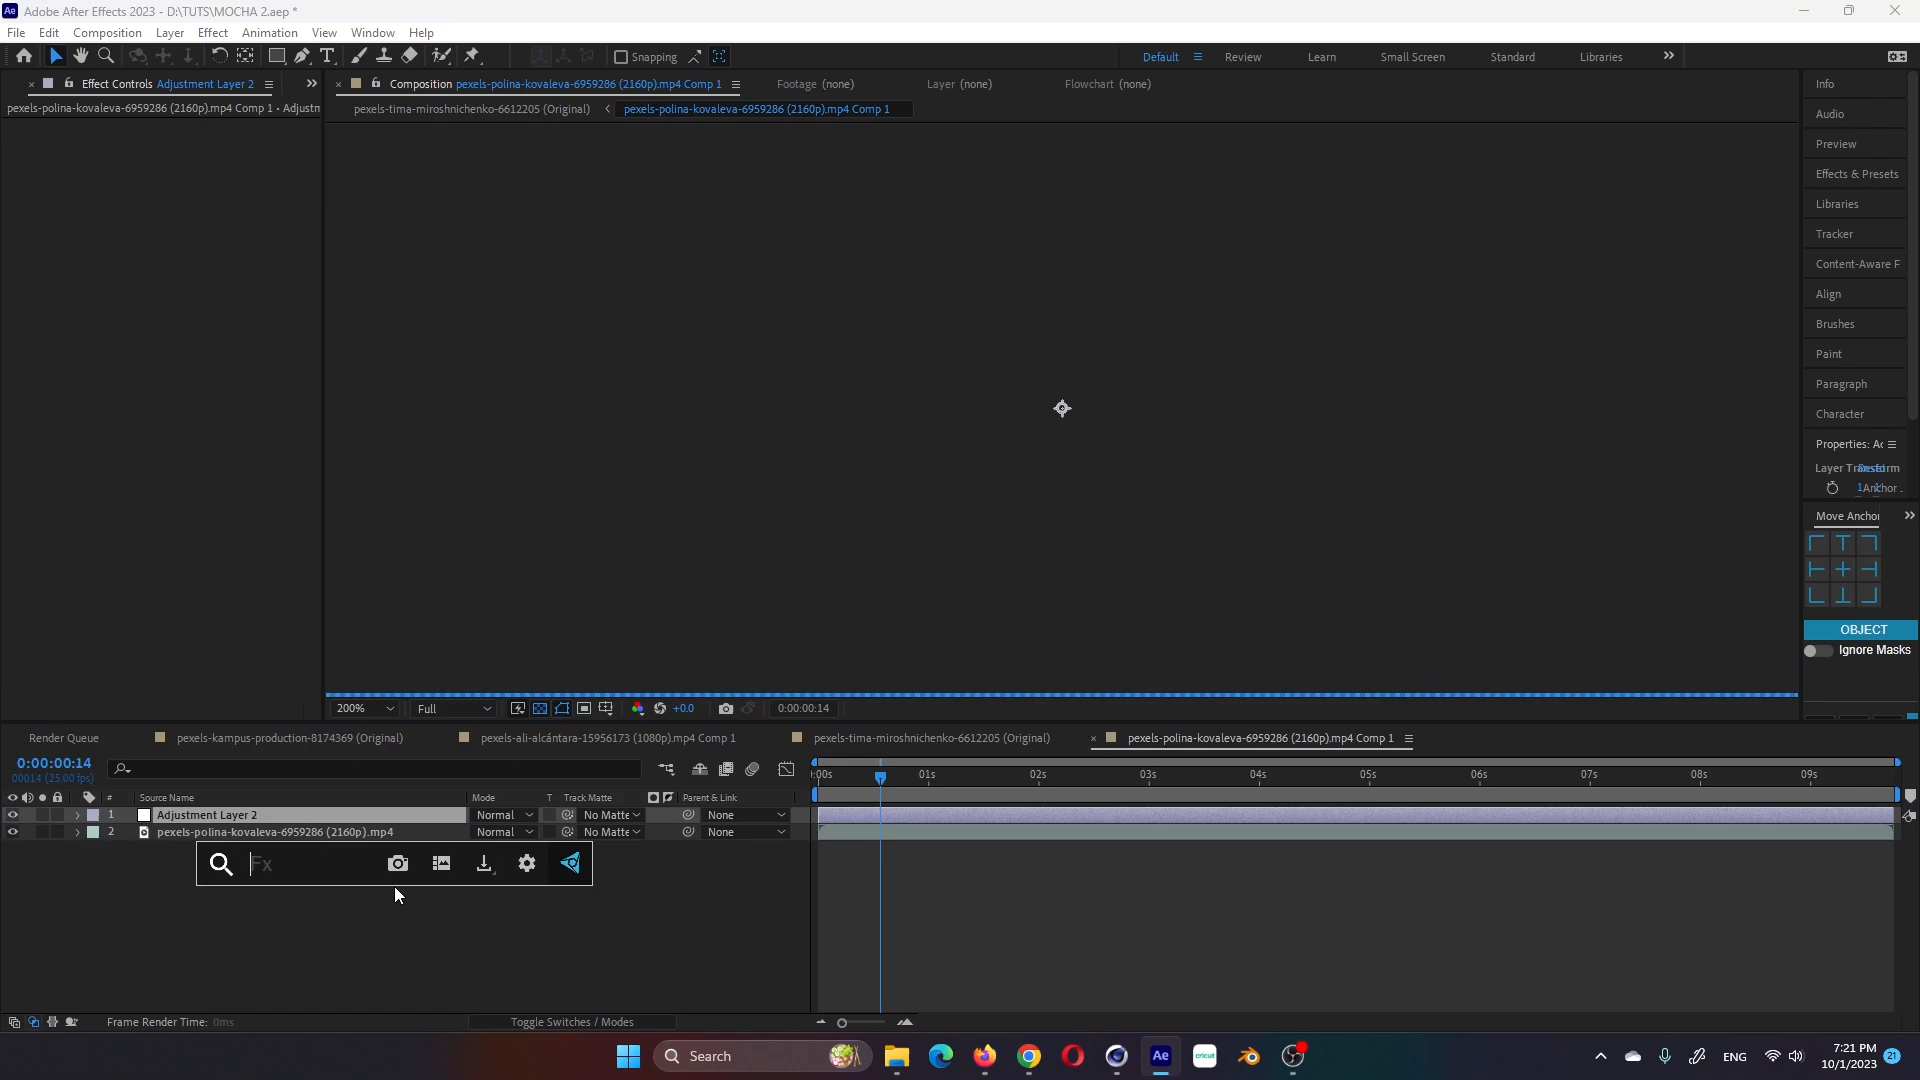 Ae Adobe After Effects 2023 - D:\TUTS\MOCHA 2.aep *
File Edit Composition Layer Effect Animation View Window Help
Snapping
Default Review Learn Small Screen Standard Libraries
Effect Controls Adjustment Layer 2
Composition pexels-polina-kovaleva-6959286 (2160p).mp4 Comp 1
Footage (none)
Layer (none)
Flowchart (none)
pexels-polina-kovaleva-6959286 (2160p).mp4 Comp 1 • Adjustn
pexels-tima-miroshnichenko-6612205 (Original)
pexels-polina-kovaleva-6959286 (2160p).mp4 Comp 1
Info
Audio
Preview
Effects & Presets
Libraries
Tracker
Content-Aware F
Align
Brushes
Paint
Paragraph
Character
Properties: Ac
Layer Transform
Anchor
Move Anchor
OBJECT
Ignore Masks
200% Full +0.0 0:00:00:14
Render Queue
pexels-kampus-production-8174369 (Original)
pexels-ali-alcántara-15956173 (1080p).mp4 Comp 1
pexels-tima-miroshnichenko-6612205 (Original)
pexels-polina-kovaleva-6959286 (2160p).mp4 Comp 1
0:00:00:14
00014 (25.00 fps)
:00s 01s 02s 03s 04s 05s 06s 07s 08s 09s
# Source Name Mode T Track Matte Parent & Link
1 Adjustment Layer 2 Normal No Matte None
2 pexels-polina-kovaleva-6959286 (2160p).mp4 Normal No Matte None
Fx
Frame Render Time: 0ms
Toggle Switches / Modes
Search
Ae
cricut
ENG
7:21 PM
10/1/2023
21